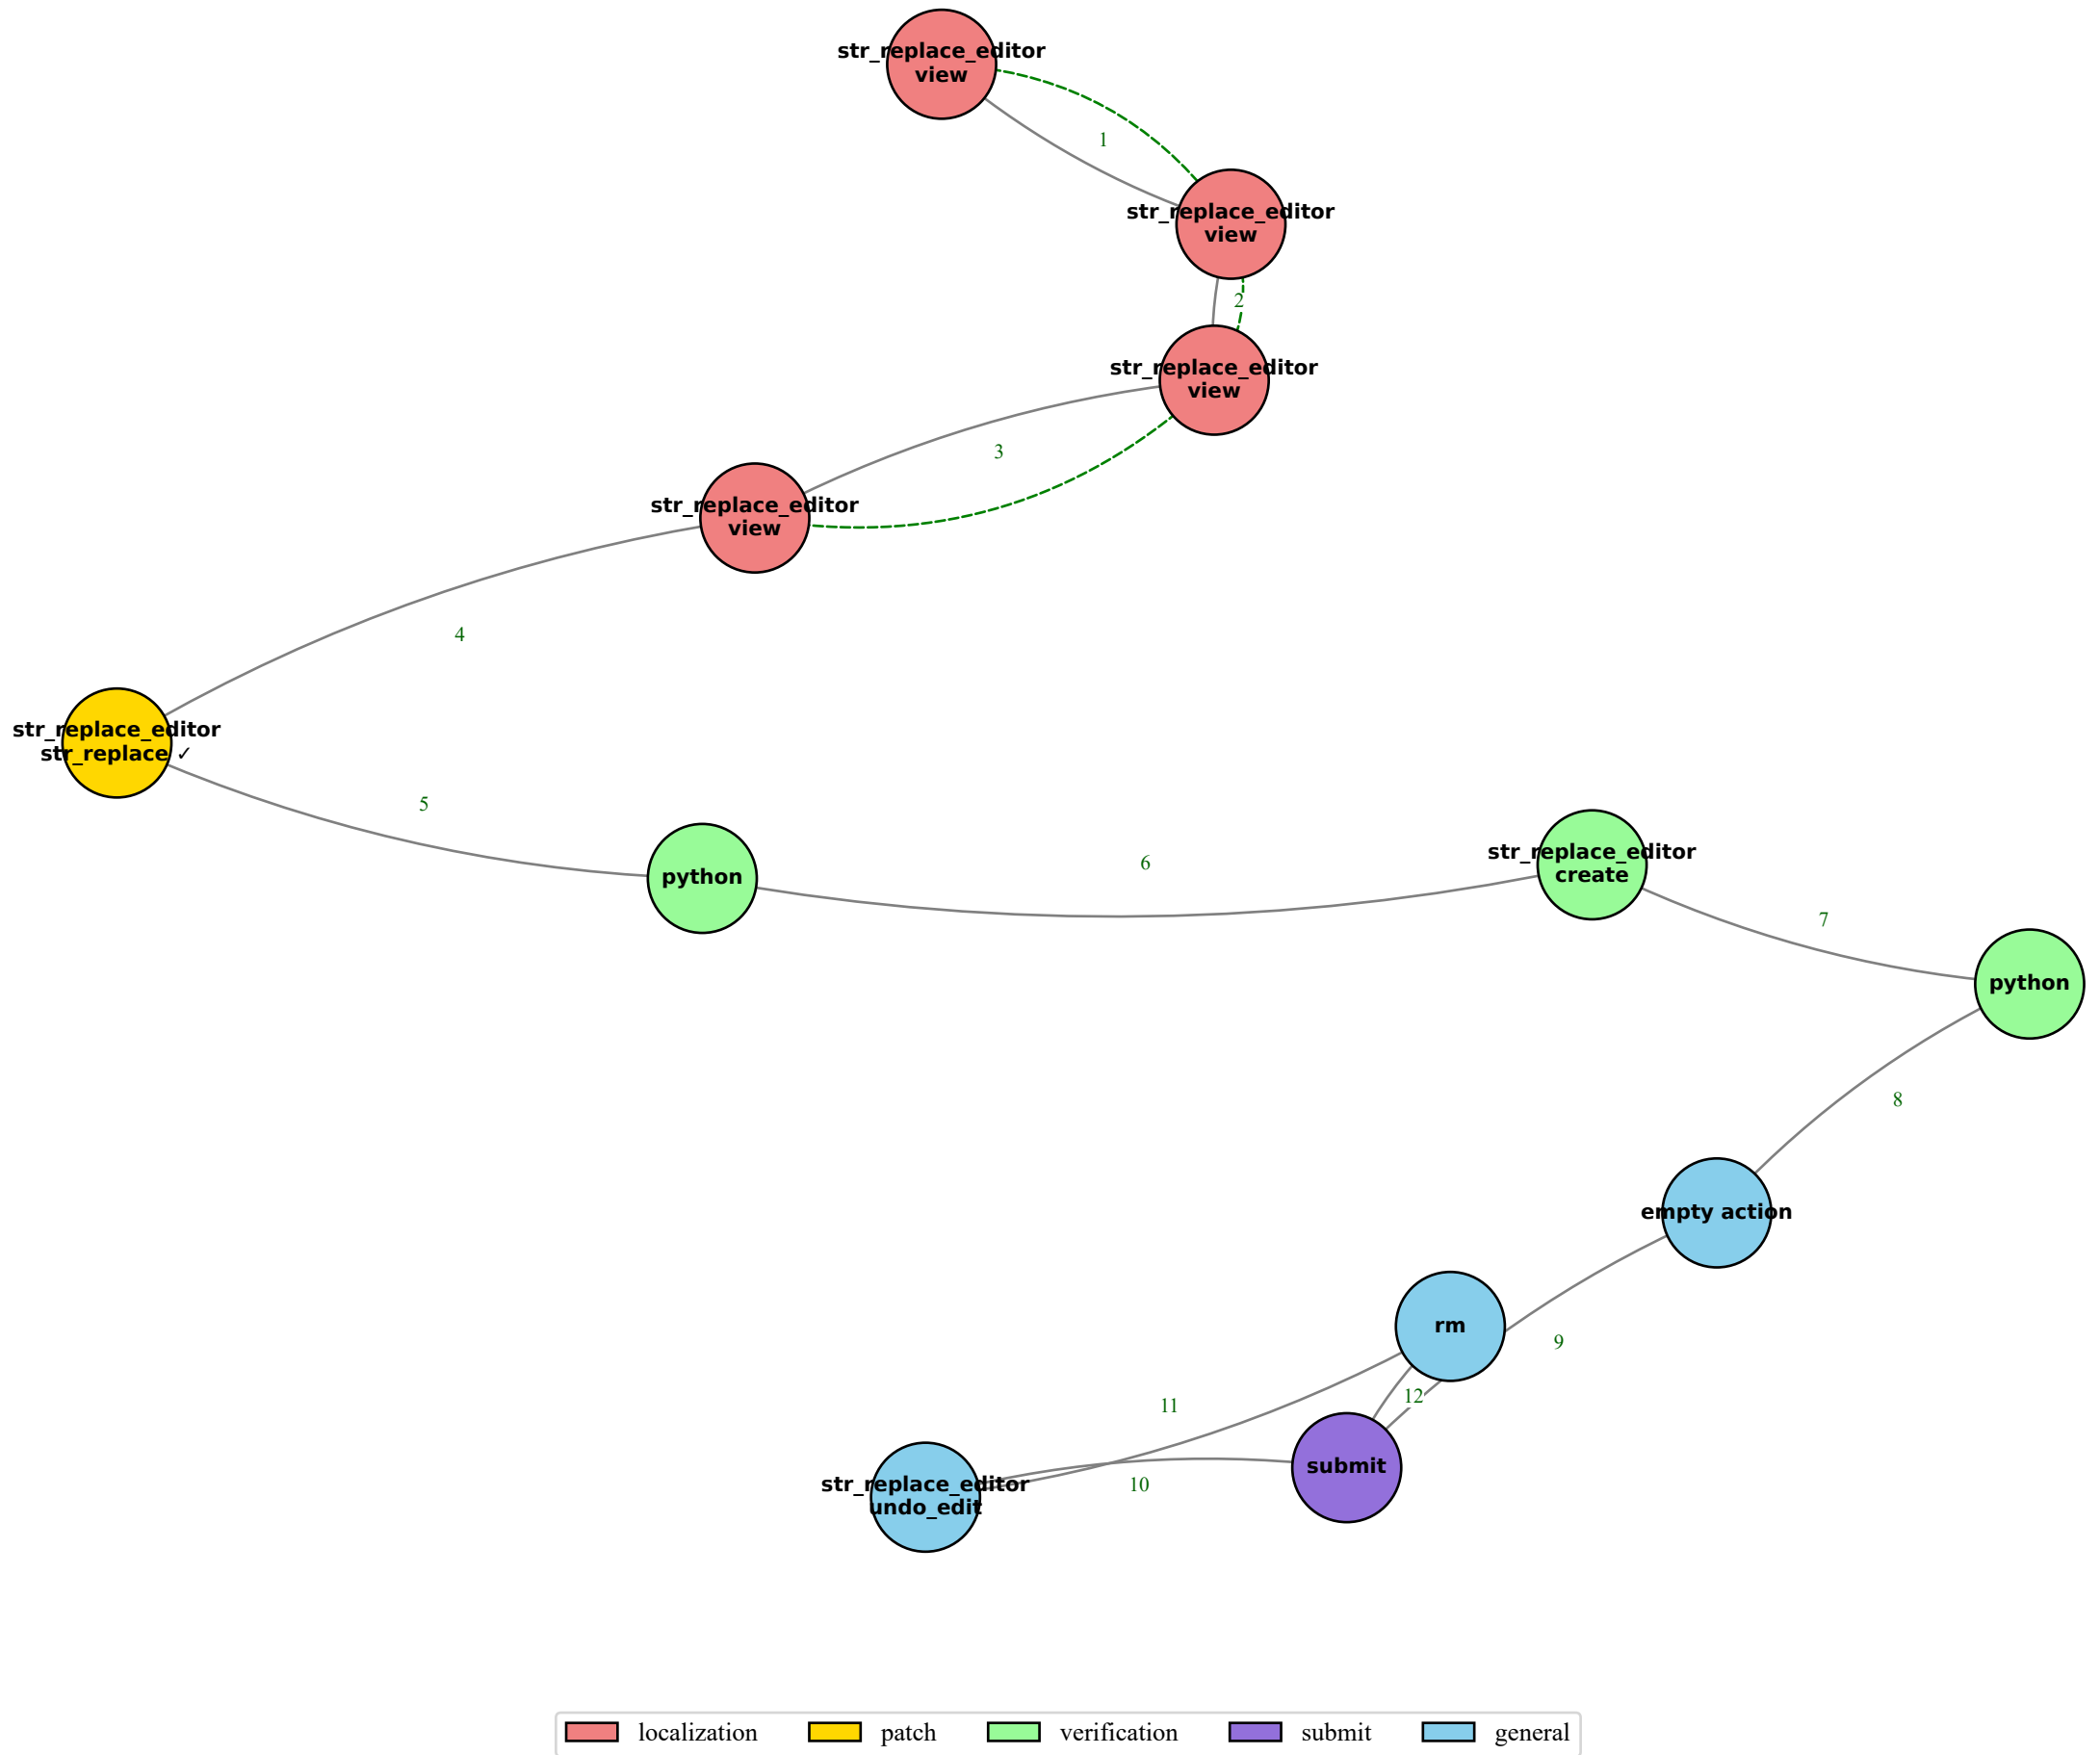 str_replace_editor
view
1
str_replace_editor
view
2
str_replace_editor
view
3
str_replace_editor
view
4
str_replace_editor
str_replace ✓
5
python
6
str_replace_editor
create
7
python
8
empty action
9
rm
12
11
submit
10
str_replace_editor
undo_edit
localization
patch
verification
submit
general